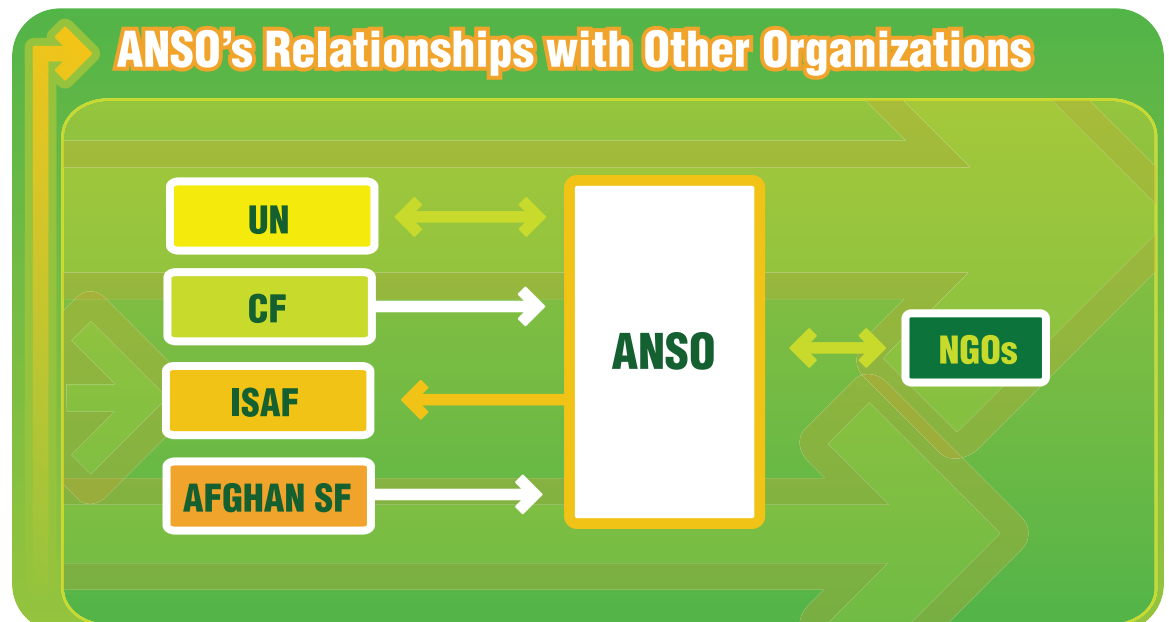 ANSO's Relationships with Other Organizations
UN
CF
ISAF
AFGHAN SF
ANSO
NGOs